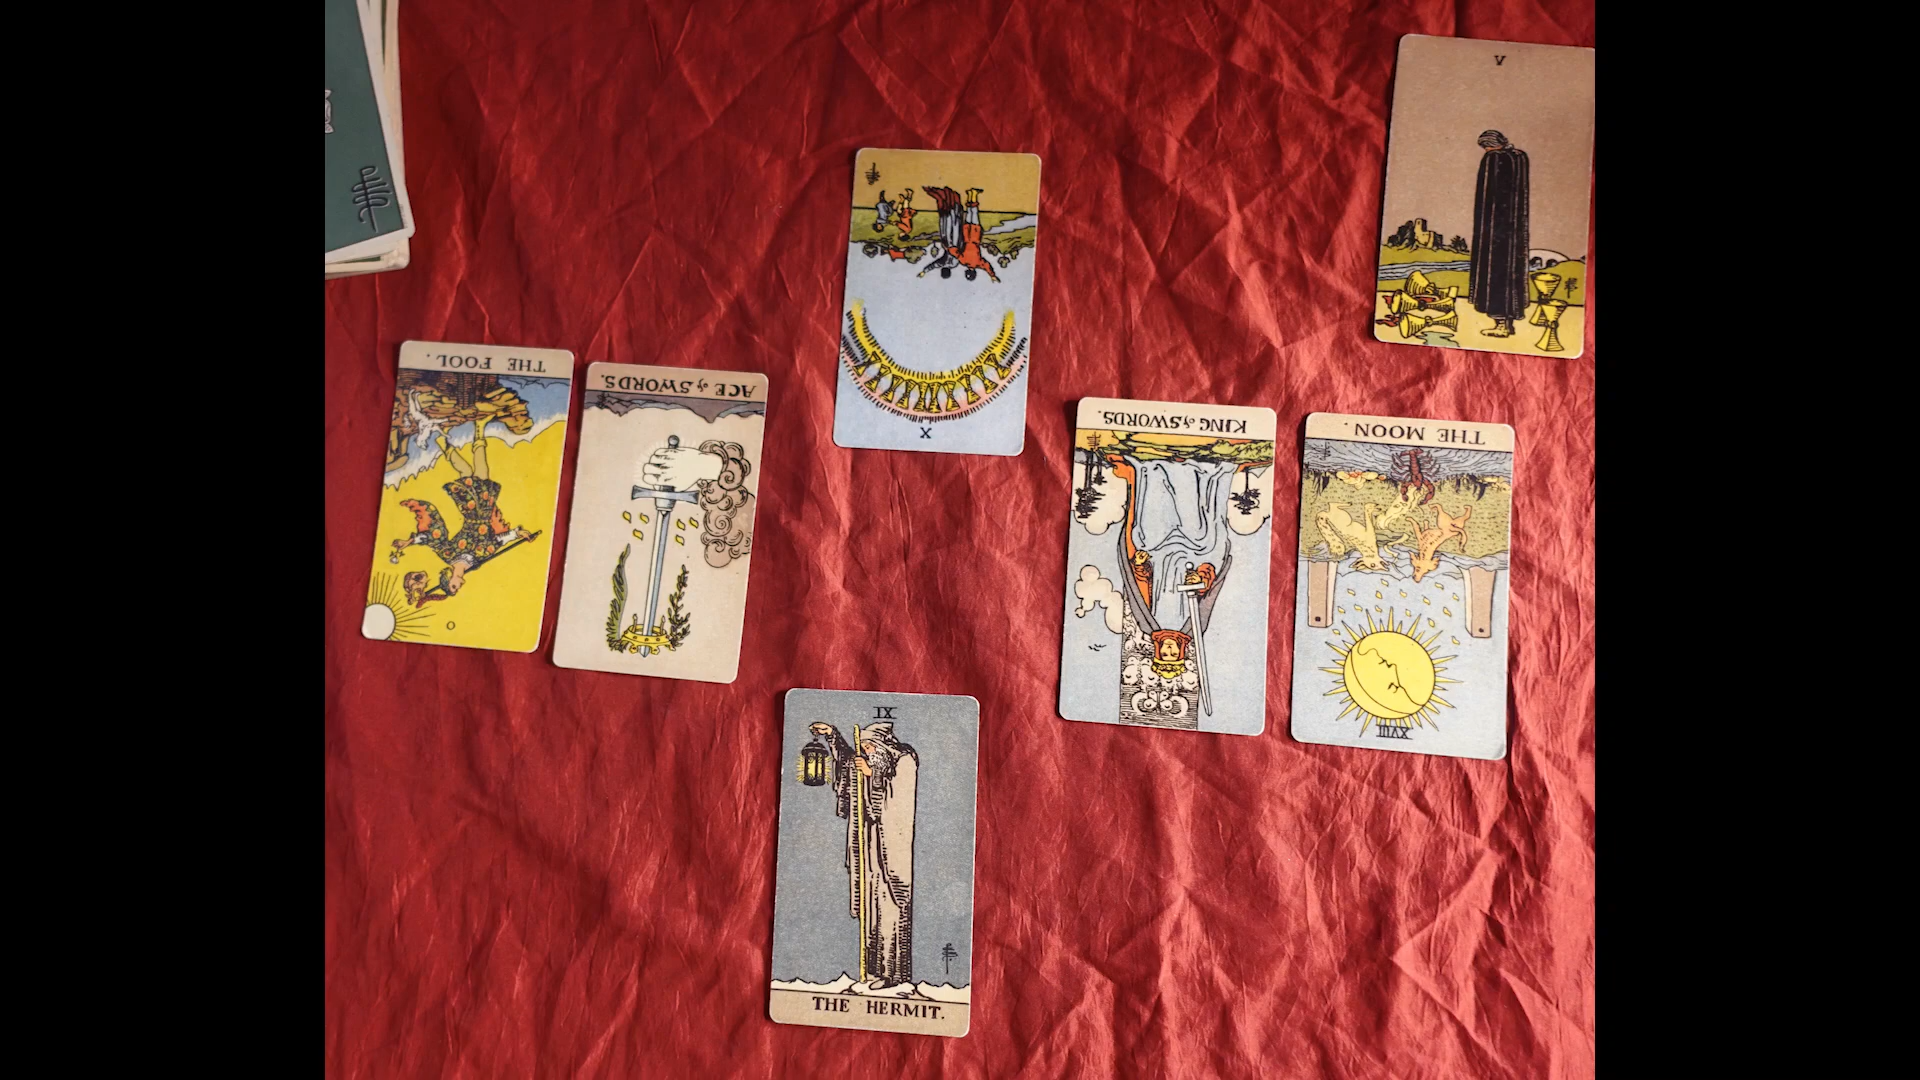 V
X
THE FOOL.
0
ACE of SWORDS.
KING of SWORDS.
THE MOON.
XVIII
IX
THE HERMIT.